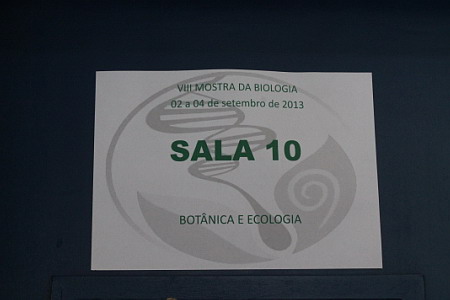 VIII MOSTRA DA BIOLOGIA
02 a 04 de setembro de 2013
SALA 10
BOTÂNICA E ECOLOGIA